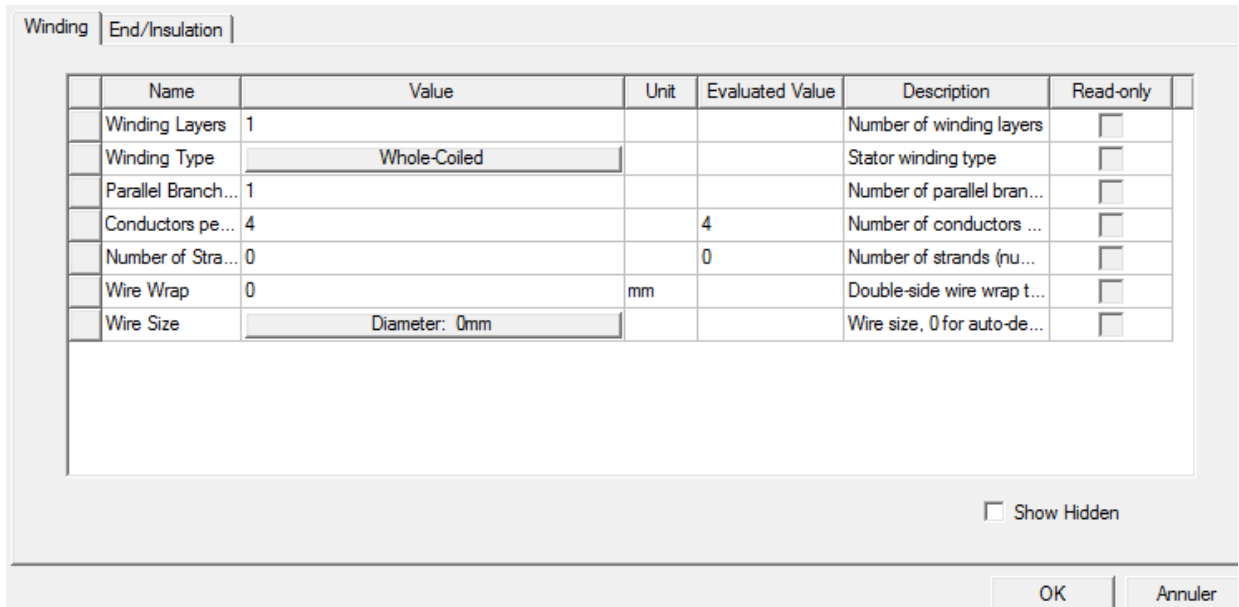 Winding End/Insulation
Name Value Unit Evaluated Value Description Read-only
Winding Layers 1 Number of winding layers
Winding Type Whole-Coiled Stator winding type
Parallel Branch... 1 Number of parallel bran...
Conductors pe... 4 4 Number of conductors ...
Number of Stra... 0 0 Number of strands (nu...
Wire Wrap 0 mm Double-side wire wrap t...
Wire Size Diameter: 0mm Wire size, 0 for auto-de...
Show Hidden
OK Annuler